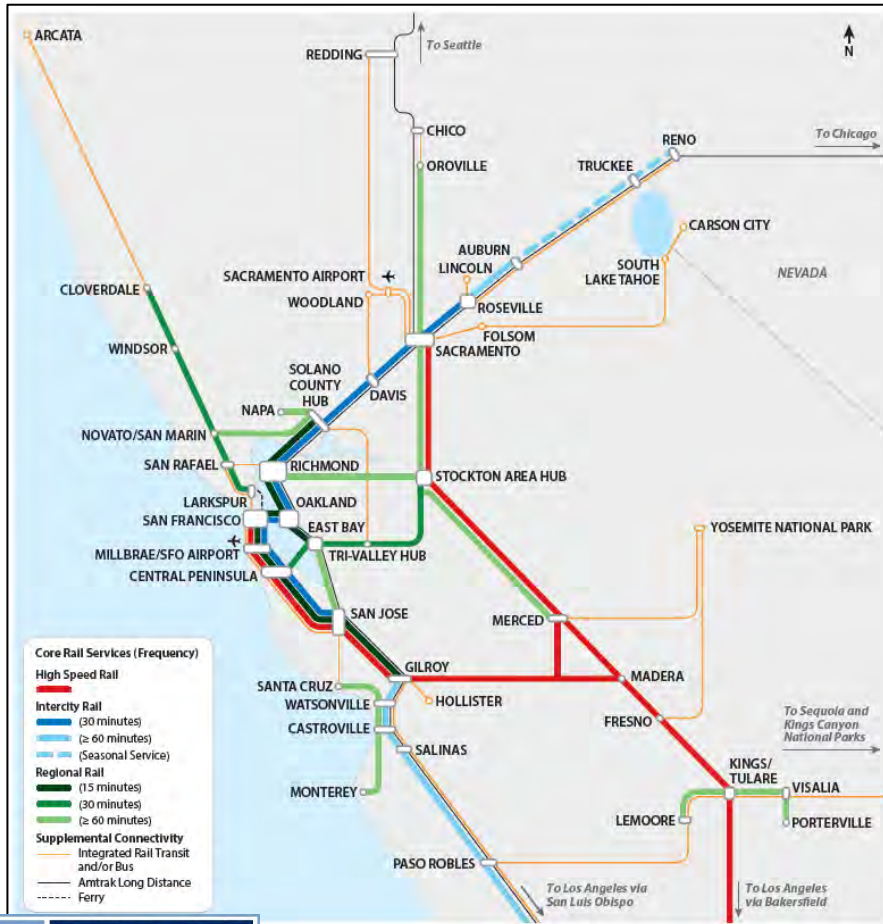 ARCATA
To Seattle
N
REDDING
CHICO
RENO
To Chicago
OROVILLE
TRUCKEE
CARSON CITY
AUBURN
LINCOLN
SACRAMENTO AIRPORT
SOUTH
LAKE TAHOE
NEVADA
CLOVERDALE
WOODLAND
ROSEVILLE
FOLSOM
SACRAMENTO
WINDSOR
SOLANO
COUNTY
HUB
DAVIS
NAPA
NOVATO/SAN MARIN
SAN RAFAEL
RICHMOND
STOCKTON AREA HUB
LARKSPUR
OAKLAND
SAN FRANCISCO
EAST BAY
YOSEMITE NATIONAL PARK
MILLBRAE/SFO AIRPORT
TRI-VALLEY HUB
CENTRAL PENINSULA
SAN JOSE
MERCED
GILROY
MADERA
SANTA CRUZ
HOLLISTER
WATSONVILLE
FRESNO
To Sequoia and
Kings Canyon
National Parks
CASTROVILLE
SALINAS
KINGS/
TULARE
VISALIA
MONTEREY
LEMOORE
PORTERVILLE
PASO ROBLES
To Los Angeles via
San Luis Obispo
To Los Angeles
via Bakersfield
Core Rail Services (Frequency)
High Speed Rail
Intercity Rail
(30 minutes)
(≥ 60 minutes)
(Seasonal Service)
Regional Rail
(15 minutes)
(30 minutes)
(≥ 60 minutes)
Supplemental Connectivity
Integrated Rail Transit
and/or Bus
Amtrak Long Distance
Ferry